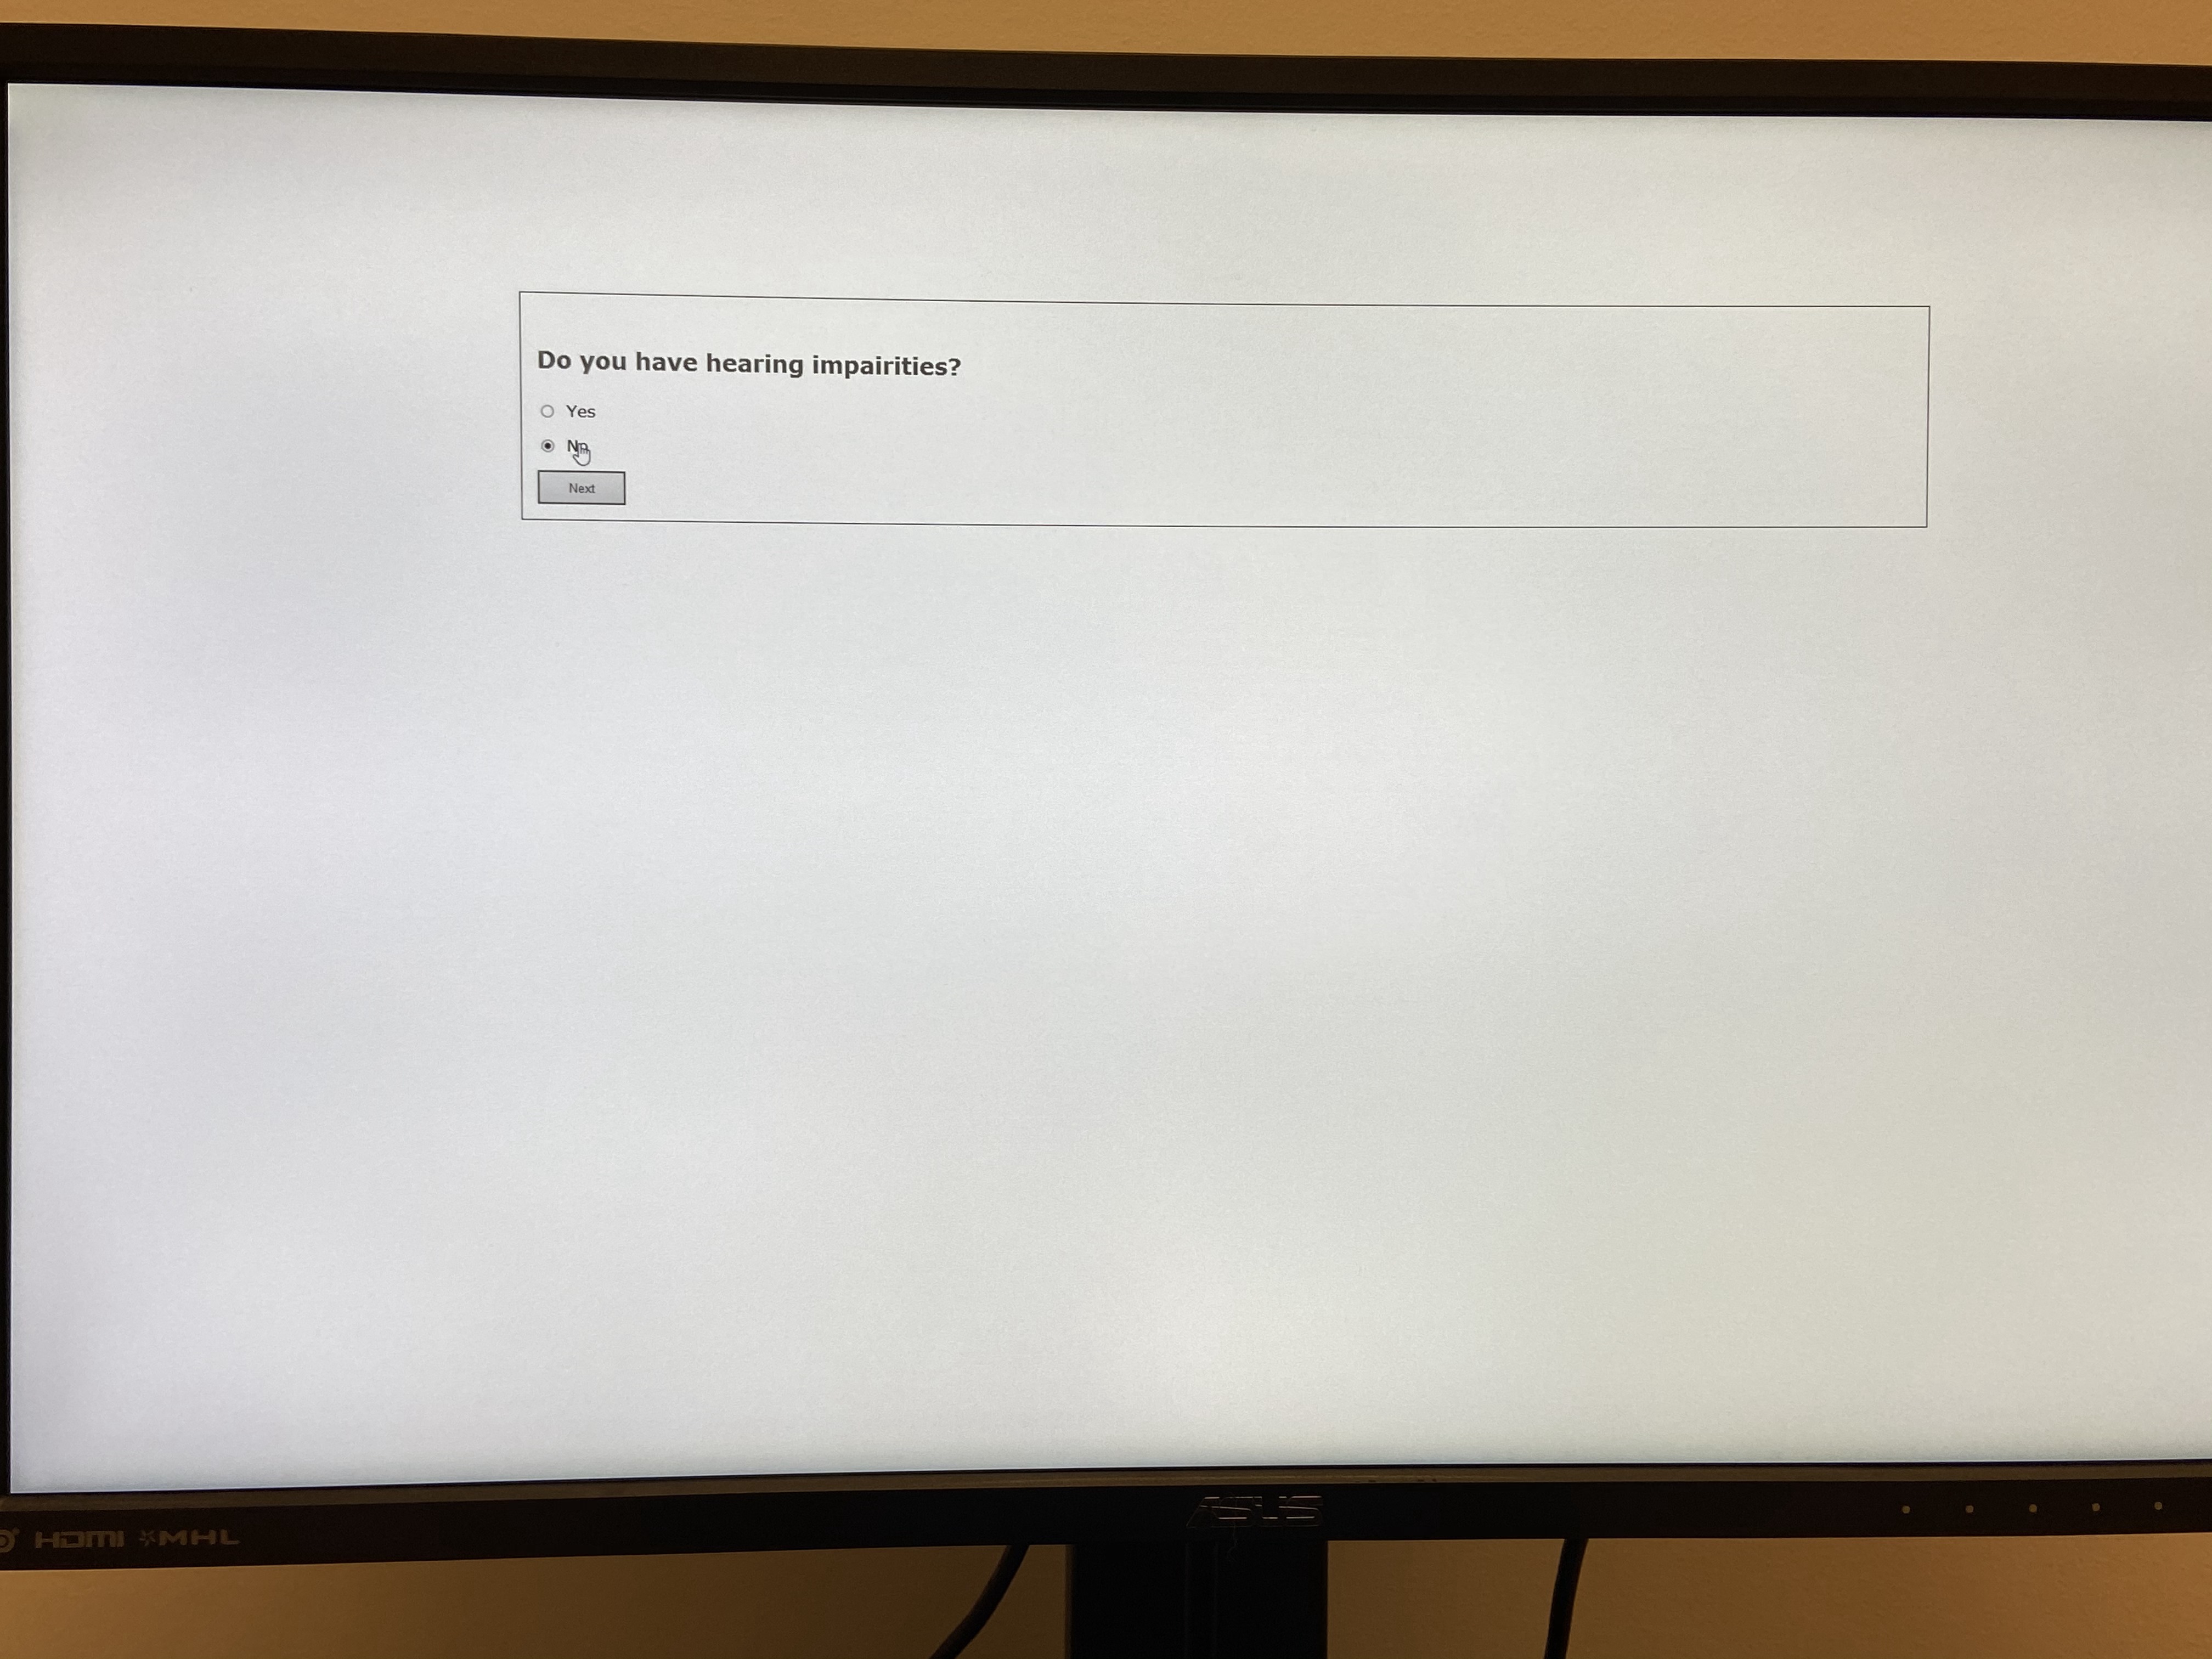 Do you have hearing impairities?
Yes
No
Next
ASUS
HDMI MHL